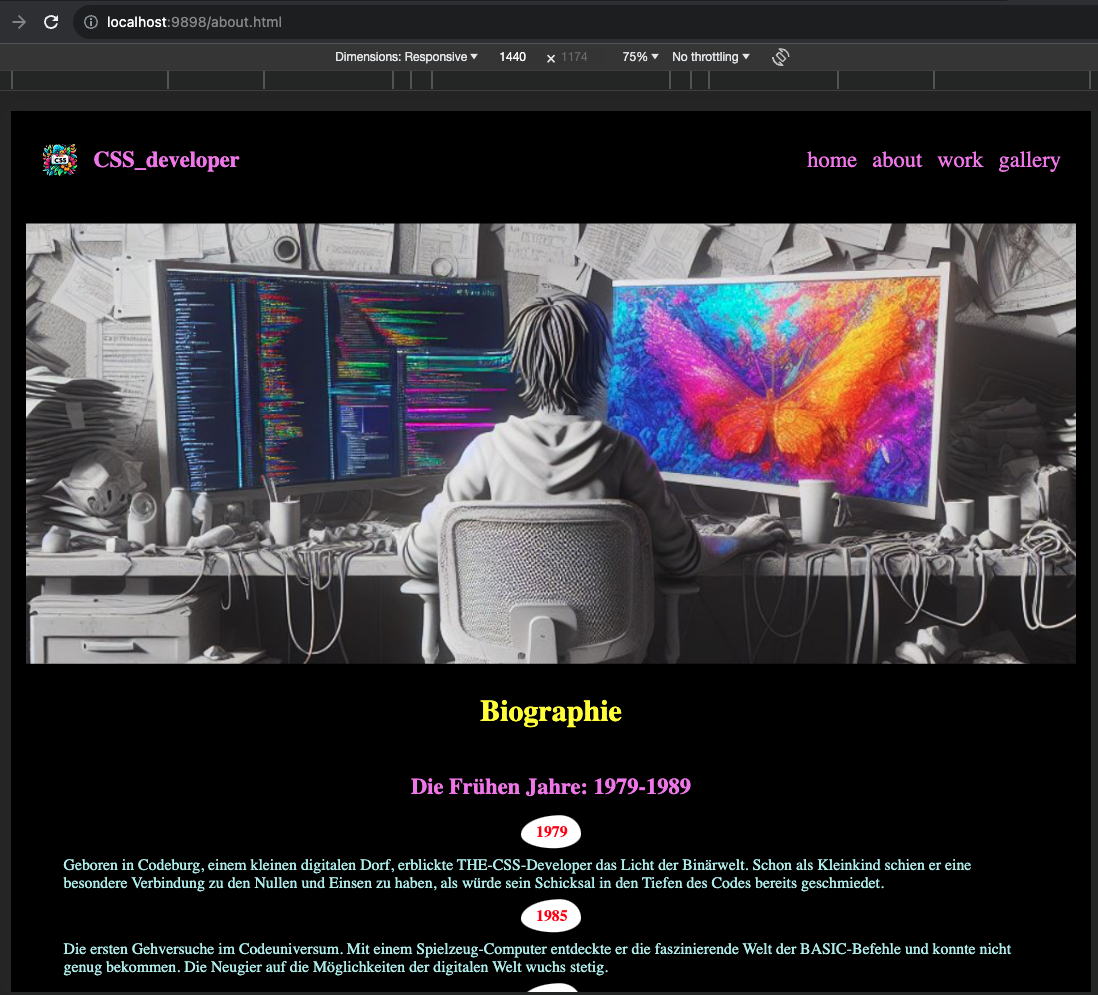 localhost:9898/about.html
Dimensions: Responsive 1440 × 1174 75% No throttling
CSS
CSS_developer
home about work gallery
Biographie
Die Frühen Jahre: 1979-1989
1979
Geboren in Codeburg, einem kleinen digitalen Dorf, erblickte THE-CSS-Developer das Licht der Binärwelt. Schon als Kleinkind schien er eine
besondere Verbindung zu den Nullen und Einsen zu haben, als würde sein Schicksal in den Tiefen des Codes bereits geschmiedet.
1985
Die ersten Gehversuche im Codeuniversum. Mit einem Spielzeug-Computer entdeckte er die faszinierende Welt der BASIC-Befehle und konnte nicht
genug bekommen. Die Neugier auf die Möglichkeiten der digitalen Welt wuchs stetig.